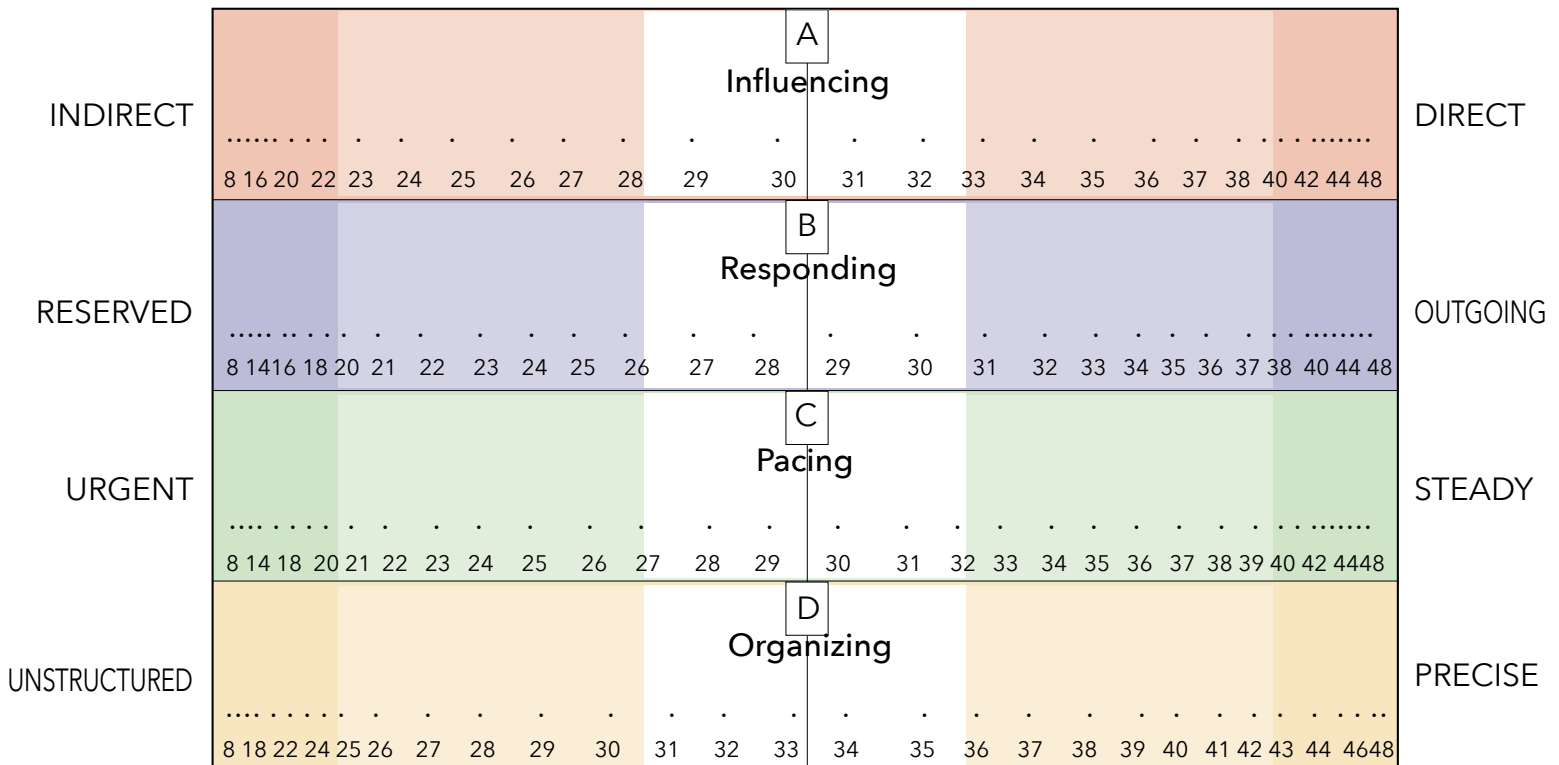 A
Influencing
INDIRECT
DIRECT
8 16 20 22 23 24 25 26 27 28 29 30 31 32 33 34 35 36 37 38 40 42 44 48
B
Responding
RESERVED
OUTGOING
8 14 16 18 20 21 22 23 24 25 26 27 28 29 30 31 32 33 34 35 36 37 38 40 44 48
C
Pacing
URGENT
STEADY
8 14 18 20 21 22 23 24 25 26 27 28 29 30 31 32 33 34 35 36 37 38 39 40 42 44 48
D
Organizing
UNSTRUCTURED
PRECISE
8 18 22 24 25 26 27 28 29 30 31 32 33 34 35 36 37 38 39 40 41 42 43 44 46 48